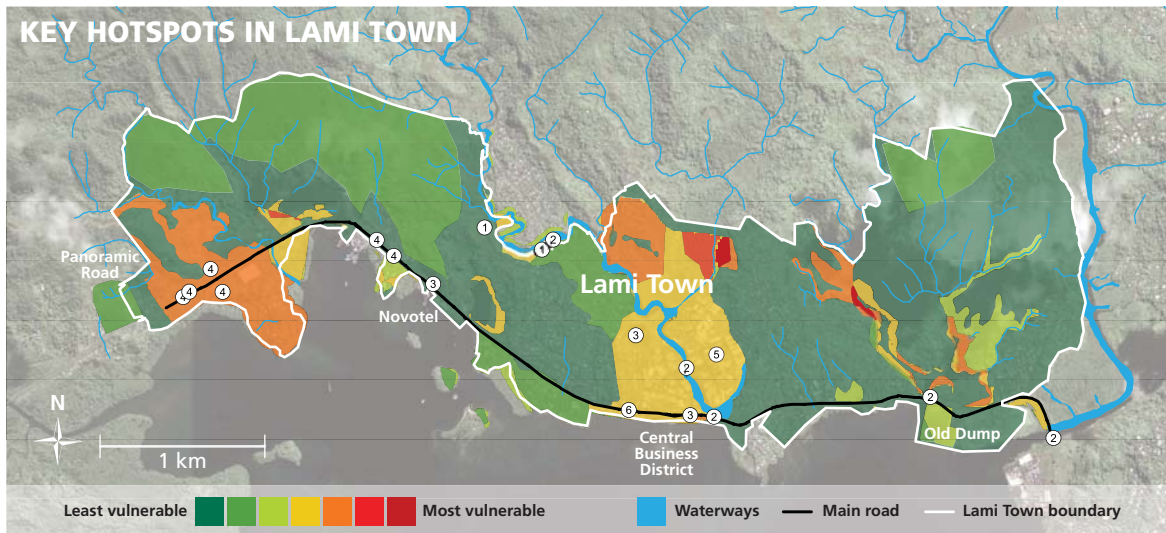 KEY HOTSPOTS IN LAMI TOWN
1
2
1
4
4
Panoramic
Road
4
4
4
4
3
Novotel
Lami Town
3
5
2
6
3
2
2
Central
Business
District
Old Dump
2
N
1 km
Least vulnerable
Most vulnerable
Waterways
Main road
Lami Town boundary